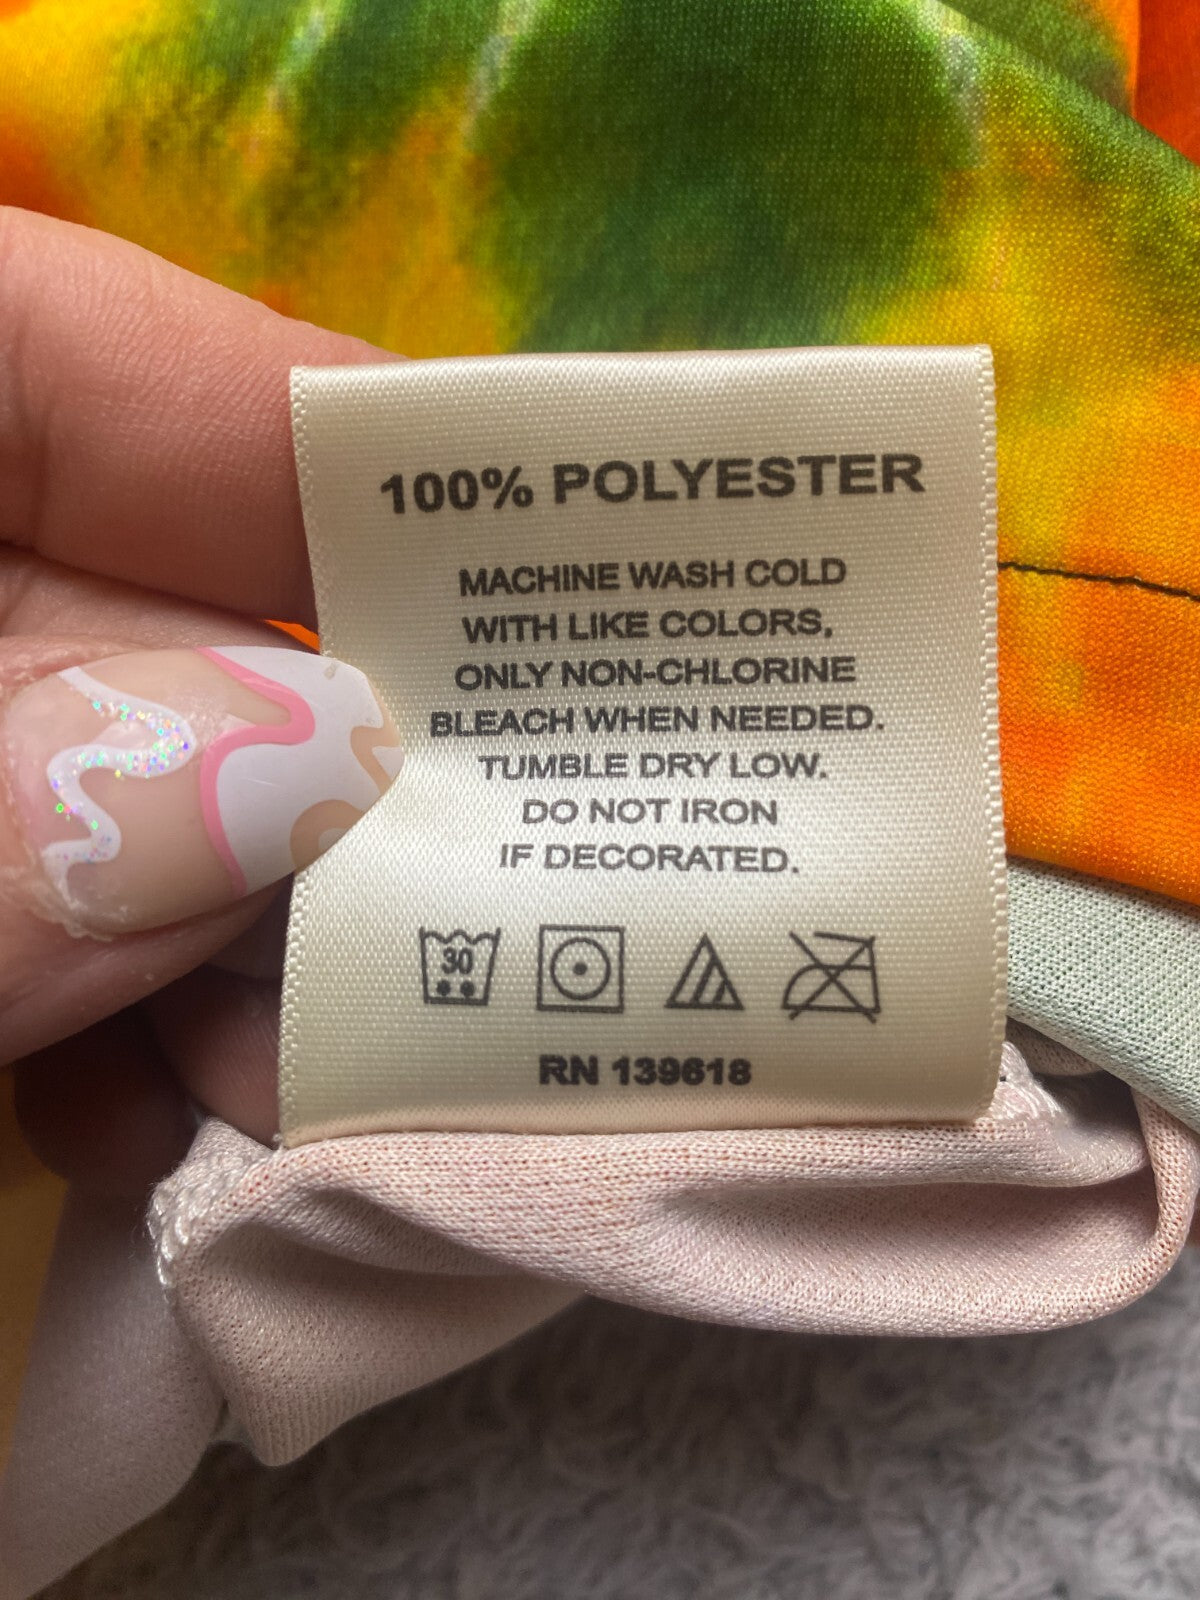 100% POLYESTER
MACHINE WASH COLD
WITH LIKE COLORS,
ONLY NON-CHLORINE
BLEACH WHEN NEEDED.
TUMBLE DRY LOW.
DO NOT IRON
IF DECORATED.
30
RN 139618